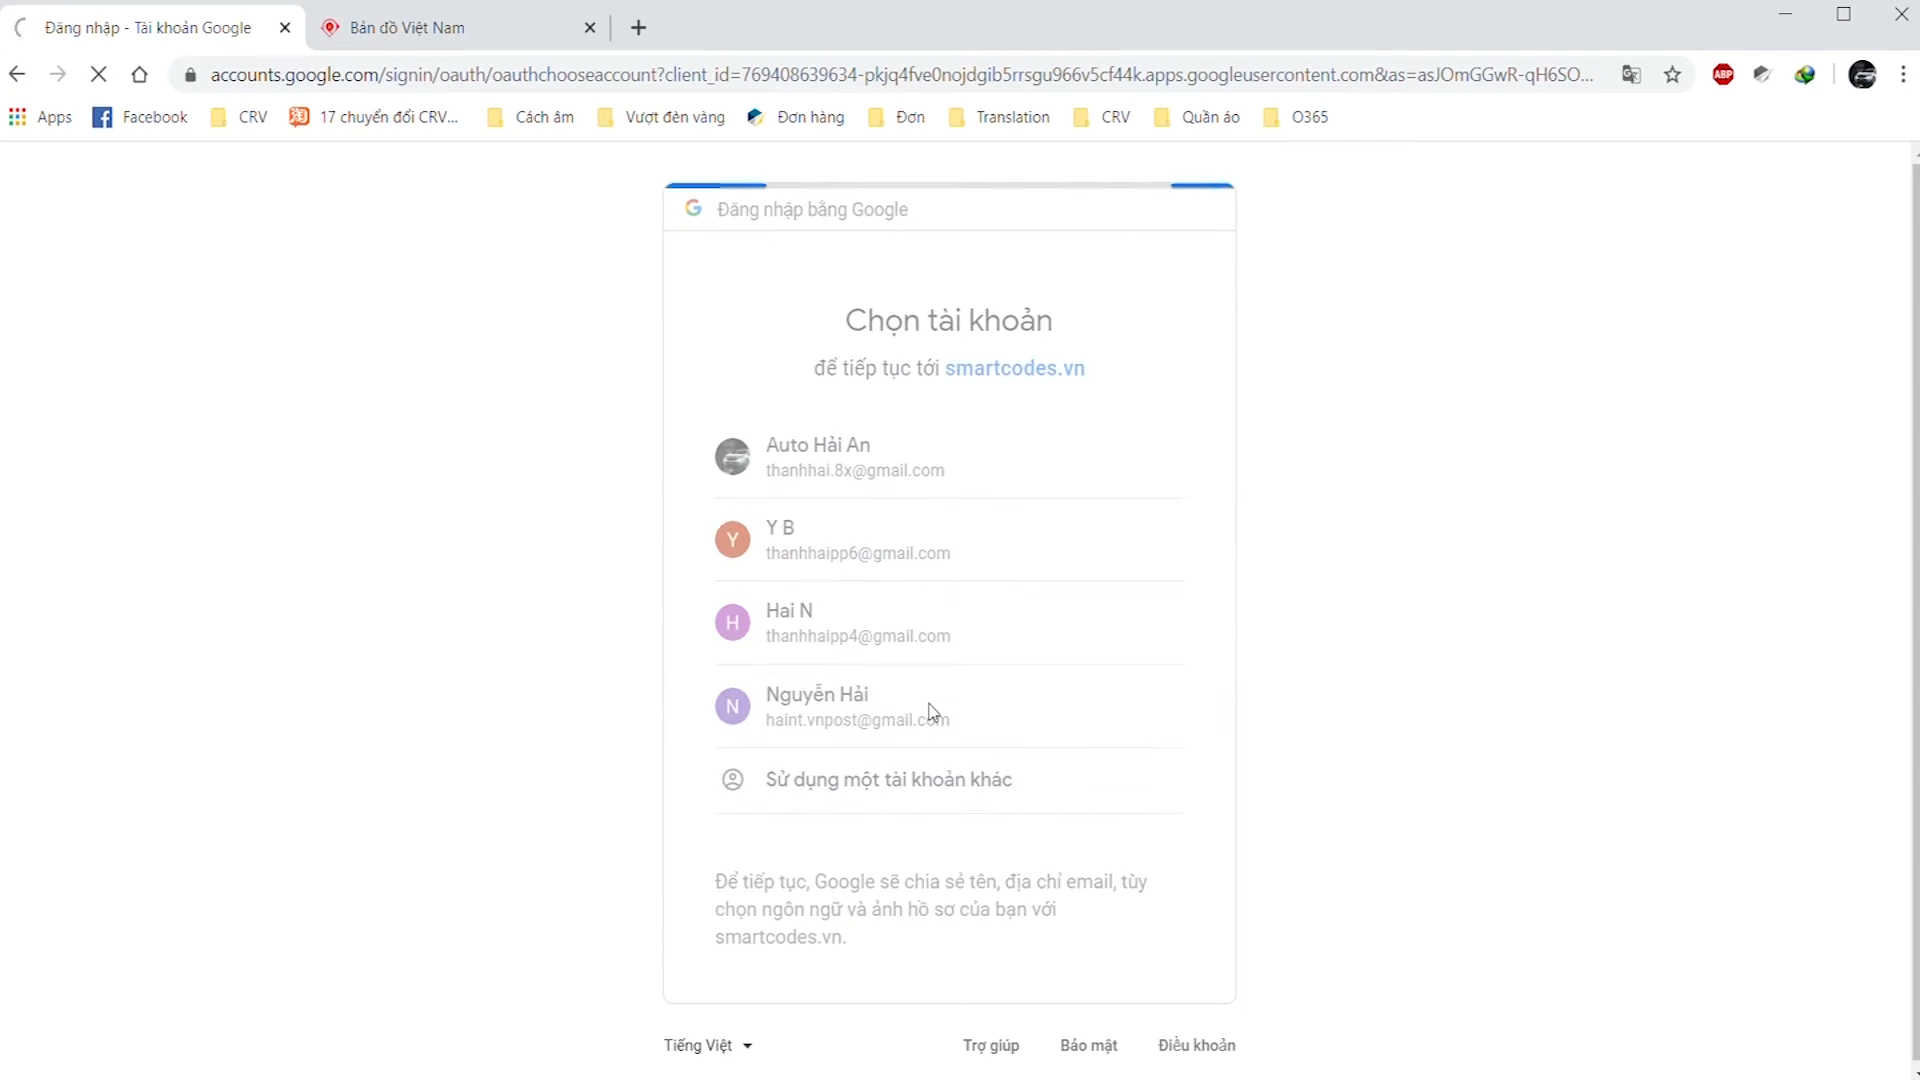 Đăng nhập - Tài khoản Google
Bản đồ Việt Nam
accounts.google.com/signin/oauth/oauthchooseaccount?client_id=769408639634-pkjq4fve0nojdgib5rrsgu966v5cf44k.apps.googleusercontent.com&as=asJOmGGwR-qH6SO...
ABP
Apps
Facebook
CRV
17 chuyển đổi CRV...
Cách âm
Vượt đèn vàng
Đơn hàng
Đơn
Translation
CRV
Quần áo
O365
Đăng nhập bằng Google
Chọn tài khoản
để tiếp tục tới smartcodes.vn
Auto Hải An
thanhhai.8x@gmail.com
Y
Y B
thanhhaipp6@gmail.com
H
Hai N
thanhhaipp4@gmail.com
N
Nguyễn Hải
haint.vnpost@gmail.com
Sử dụng một tài khoản khác
Để tiếp tục, Google sẽ chia sẻ tên, địa chỉ email, tùy
chọn ngôn ngữ và ảnh hồ sơ của bạn với
smartcodes.vn.
Tiếng Việt
Trợ giúp
Bảo mật
Điều khoản